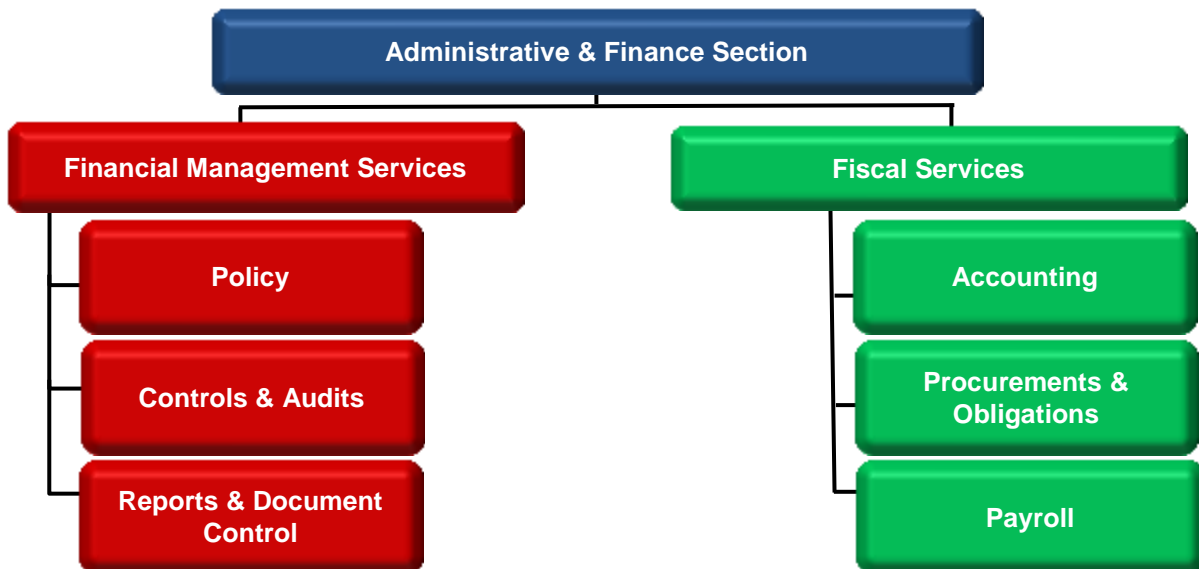 Administrative & Finance Section
Financial Management Services
Fiscal Services
Policy
Accounting
Controls & Audits
Procurements &
Obligations
Reports & Document
Control
Payroll